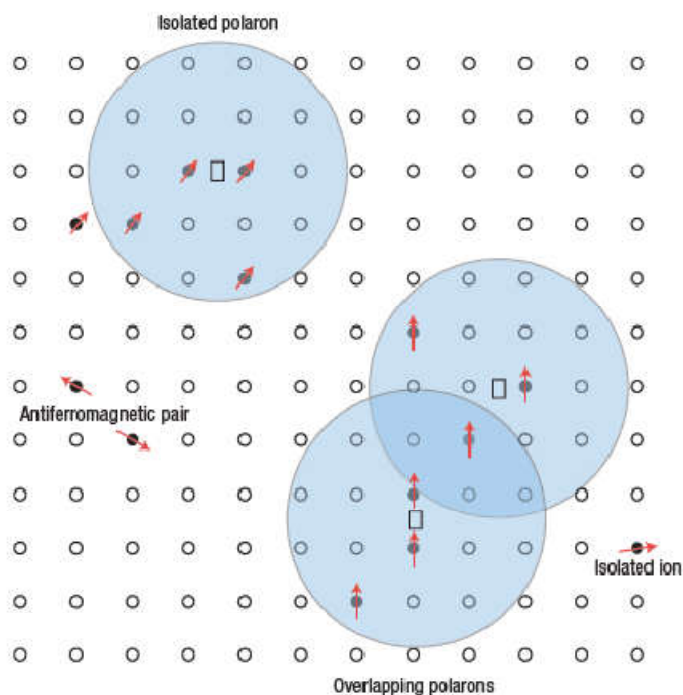 Isolated polaron
Antiferromagnetic pair
Isolated ion
Overlapping polarons